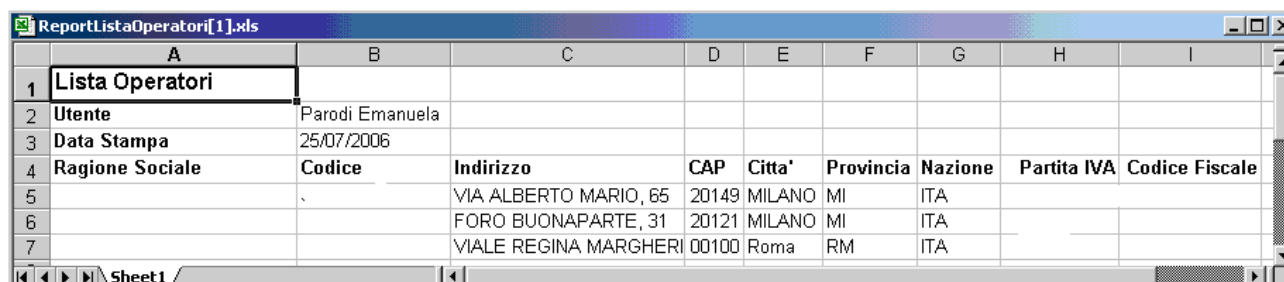 ReportListaOperatori[1].xls
A B C D E F G H I
1 Lista Operatori
2 Utente Parodi Emanuela
3 Data Stampa 25/07/2006
4 Ragione Sociale Codice Indirizzo CAP Citta' Provincia Nazione Partita IVA Codice Fiscale
5 VIA ALBERTO MARIO, 65 20149 MILANO MI ITA
6 FORO BUONAPARTE, 31 20121 MILANO MI ITA
7 VIALE REGINA MARGHERI 00100 Roma RM ITA
Sheet1